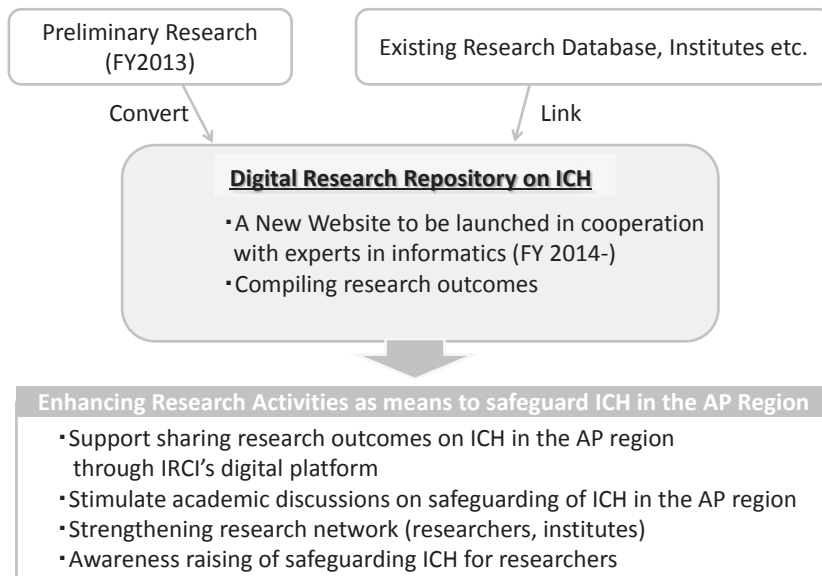 Preliminary Research
(FY2013)
Existing Research Database, Institutes etc.
Convert
Link
Digital Research Repository on ICH
・A New Website to be launched in cooperation
with experts in informatics (FY 2014-)
・Compiling research outcomes
Enhancing Research Activities as means to safeguard ICH in the AP Region
・Support sharing research outcomes on ICH in the AP region
through IRCI's digital platform
・Stimulate academic discussions on safeguarding of ICH in the AP region
・Strengthening research network (researchers, institutes)
・Awareness raising of safeguarding ICH for researchers